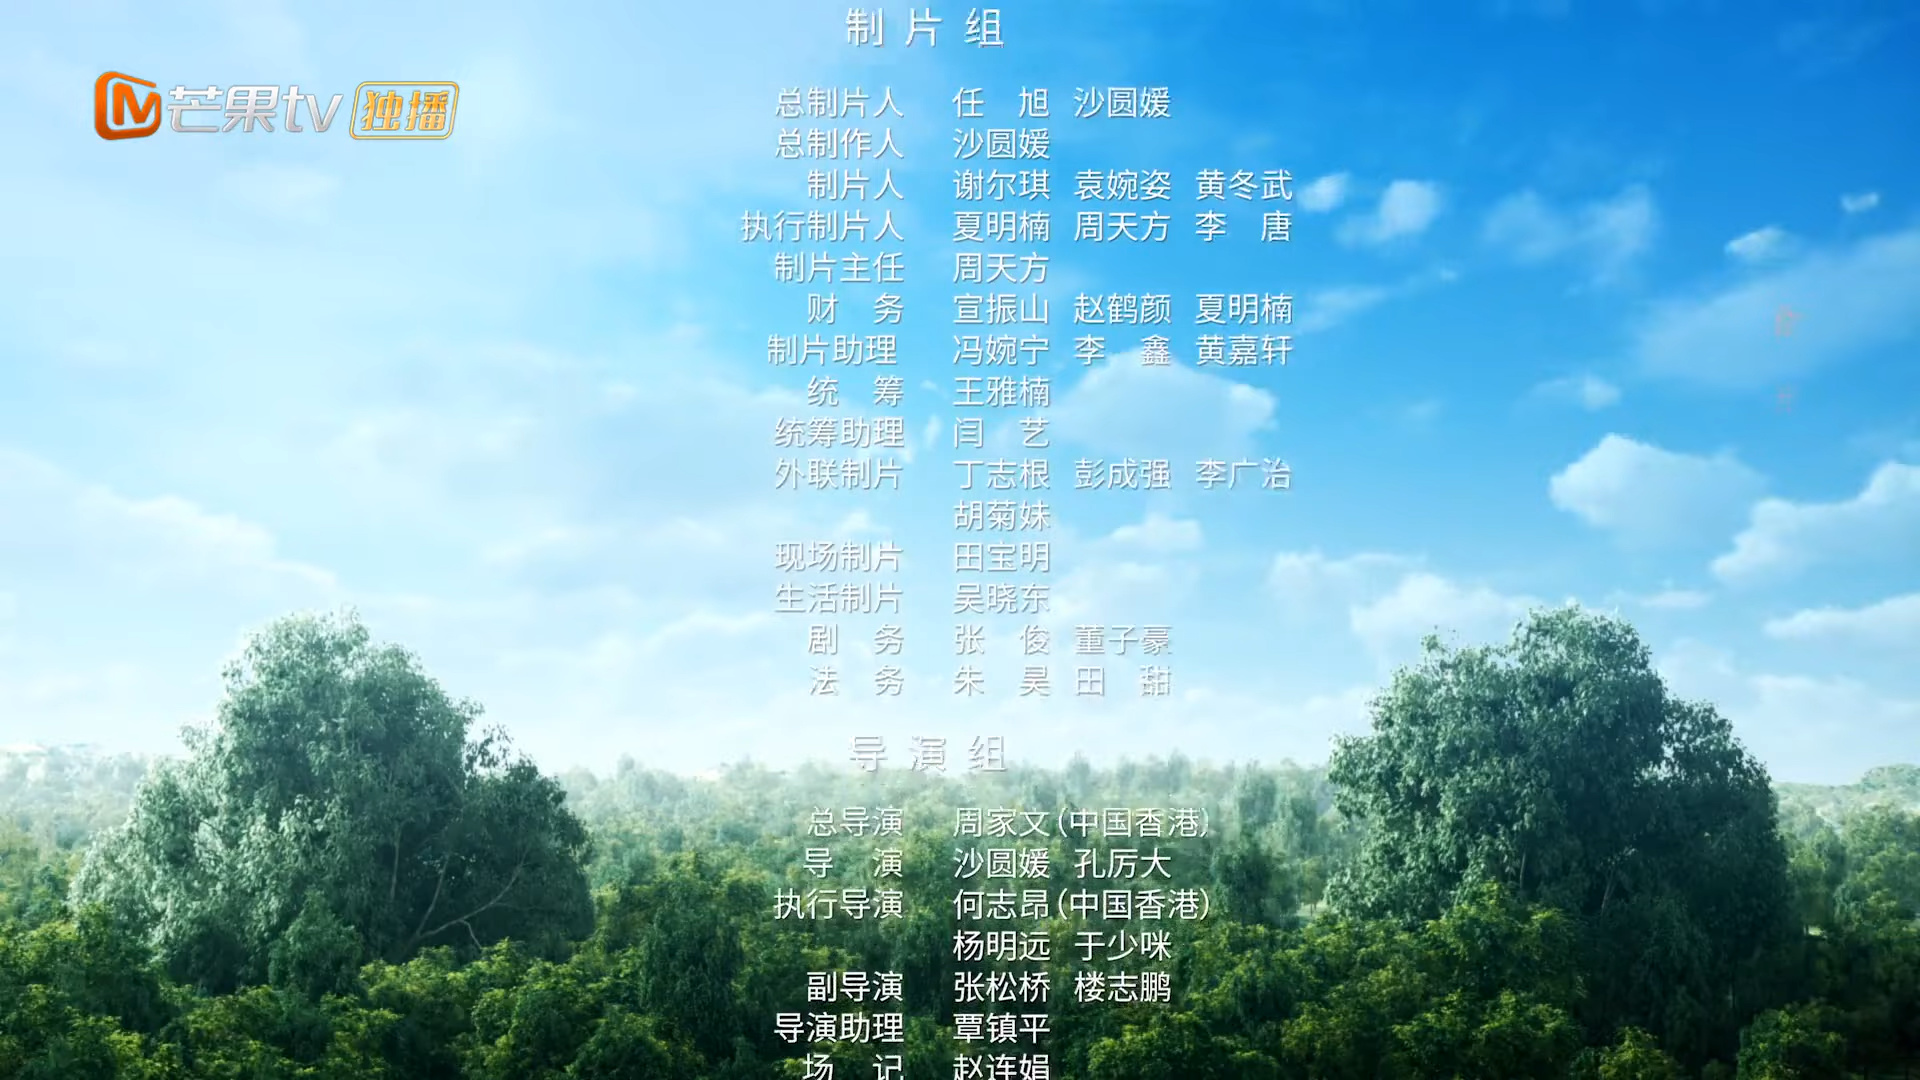 制片组
芒果tv 独播
总制片人 任 旭 沙圆媛
总制作人 沙圆媛
制片人 谢尔琪 袁婉姿 黄冬武
执行制片人 夏明楠 周天方 李 唐
制片主任 周天方
财 务 宣振山 赵鹤颜 夏明楠
制片助理 冯婉宁 李 鑫 黄嘉轩
统 筹 王雅楠
统筹助理 闫 艺
外联制片 丁志根 彭成强 李广治
胡菊妹
现场制片 田宝明
生活制片 吴晓东
剧 务 张 俊 董子豪
法 务 朱 昊 田 甜
导演组
总导演 周家文(中国香港)
导 演 沙圆媛 孔厉大
执行导演 何志昂(中国香港)
杨明远 于少咪
副导演 张松桥 楼志鹏
导演助理 覃镇平
场 记 赵连娟